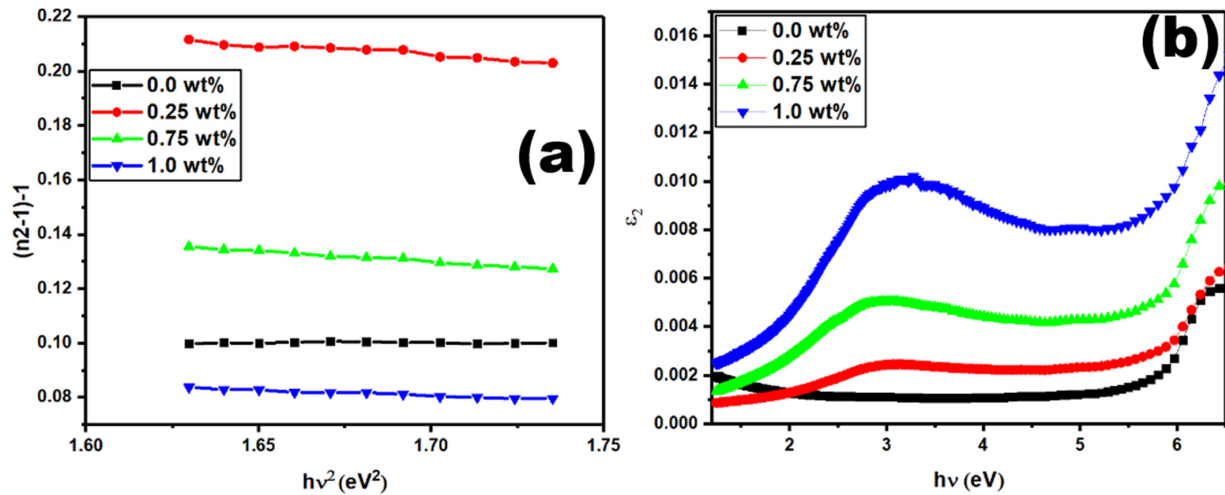 0.22
0.20
0.18
0.16
0.14
0.12
0.10
0.08
(n2-1)-1
0.0 wt%
0.25 wt%
0.75 wt%
1.0 wt%
(a)
1.60
1.65
1.70
1.75
hν² (eV²)
0.016
0.014
0.012
0.010
0.008
0.006
0.004
0.002
0.000
ε₂
0.0 wt%
0.25 wt%
0.75 wt%
1.0 wt%
(b)
2
3
4
5
6
hν (eV)